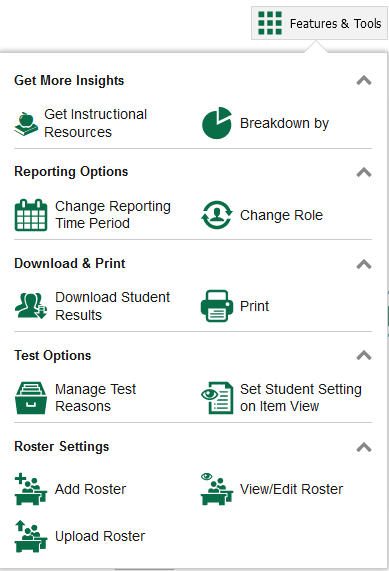 Features & Tools
Get More Insights
Get Instructional
Resources
Breakdown by
Reporting Options
Change Reporting
Time Period
Change Role
Download & Print
Download Student
Results
Print
Test Options
Manage Test
Reasons
Set Student Setting
on Item View
Roster Settings
Add Roster
View/Edit Roster
Upload Roster